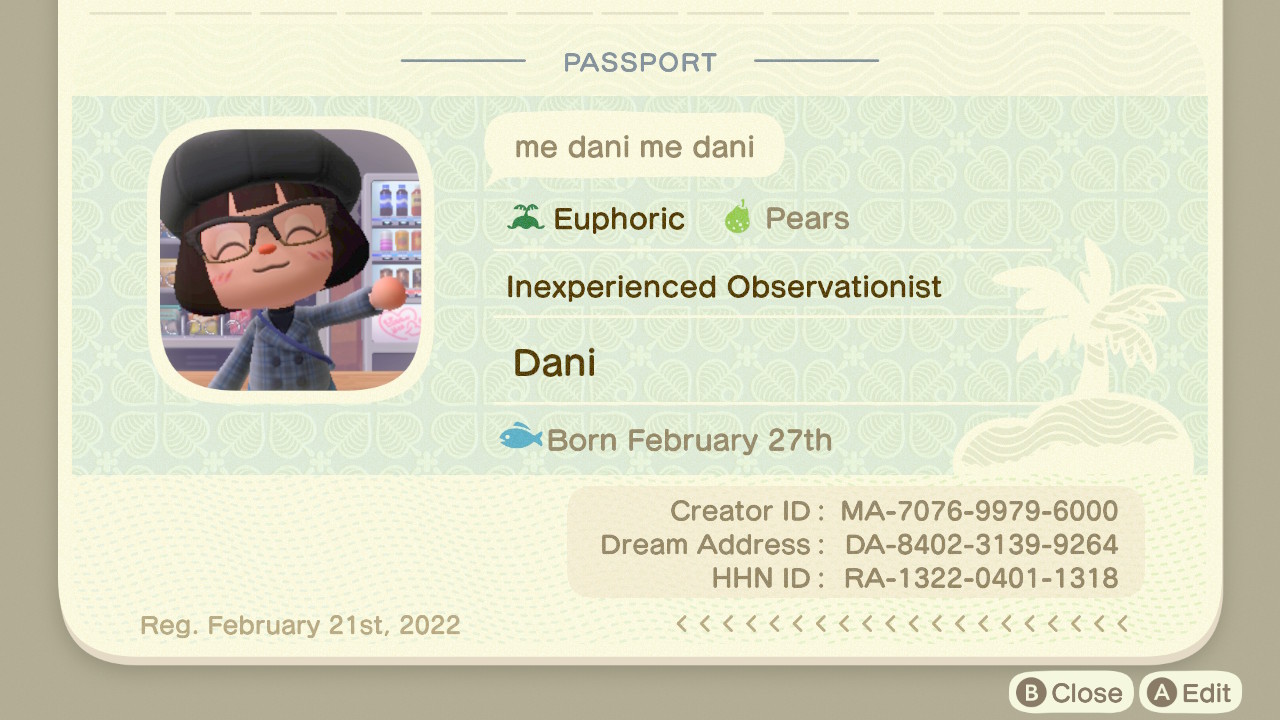 PASSPORT
me dani me dani
Euphoric Pears
Inexperienced Observationist
Dani
Born February 27th
Creator ID : MA-7076-9979-6000
Dream Address : DA-8402-3139-9264
HHN ID : RA-1322-0401-1318
Reg. February 21st, 2022 < < < < < < < < < < < < < < < < < < < <
B Close A Edit